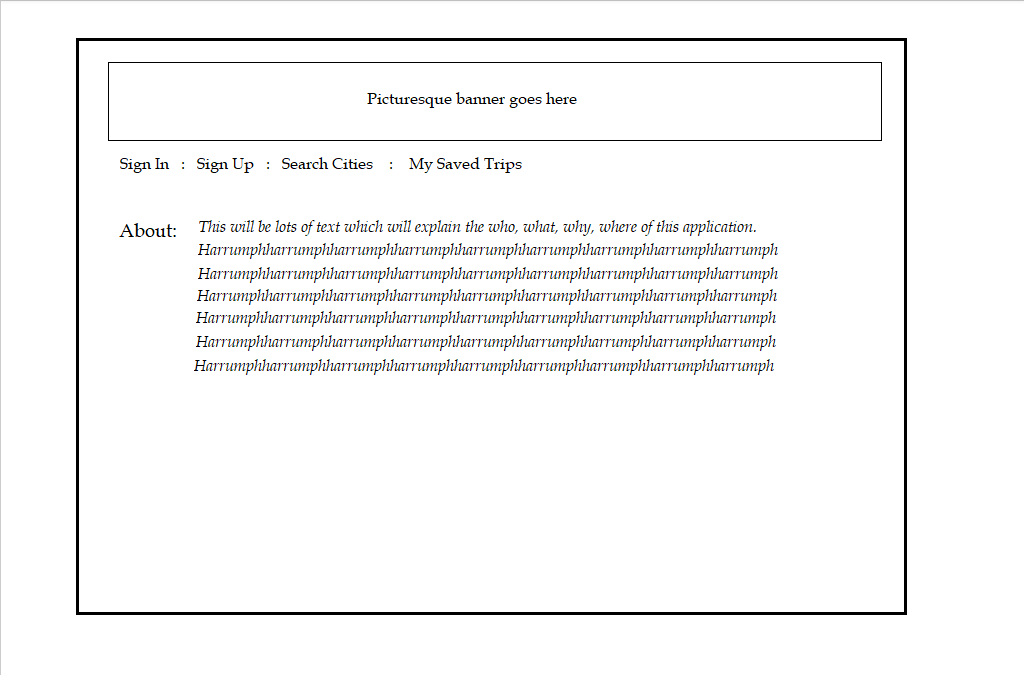 Picturesque banner goes here
Sign In : Sign Up : Search Cities : My Saved Trips
About: This will be lots of text which will explain the who, what, why, where of this application.
Harrumphharrumphharrumphharrumphharrumphharrumphharrumphharrumphharrumph
Harrumphharrumphharrumphharrumphharrumphharrumphharrumphharrumphharrumph
Harrumphharrumphharrumphharrumphharrumphharrumphharrumphharrumphharrumph
Harrumphharrumphharrumphharrumphharrumphharrumphharrumphharrumphharrumph
Harrumphharrumphharrumphharrumphharrumphharrumphharrumphharrumphharrumph
Harrumphharrumphharrumphharrumphharrumphharrumphharrumphharrumphharrumph